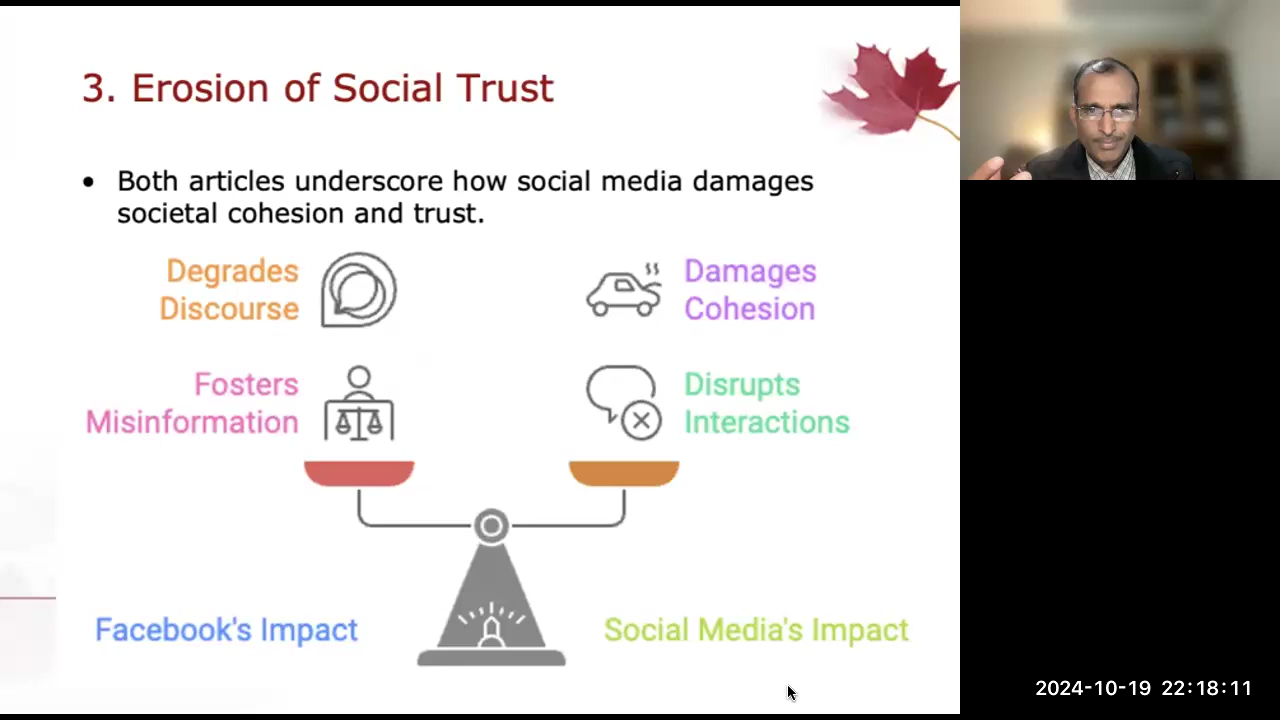 3. Erosion of Social Trust
• Both articles underscore how social media damages
societal cohesion and trust.
Degrades
Discourse
Damages
Cohesion
Fosters
Misinformation
Disrupts
Interactions
Facebook's Impact
Social Media's Impact
2024-10-19 22:18:11